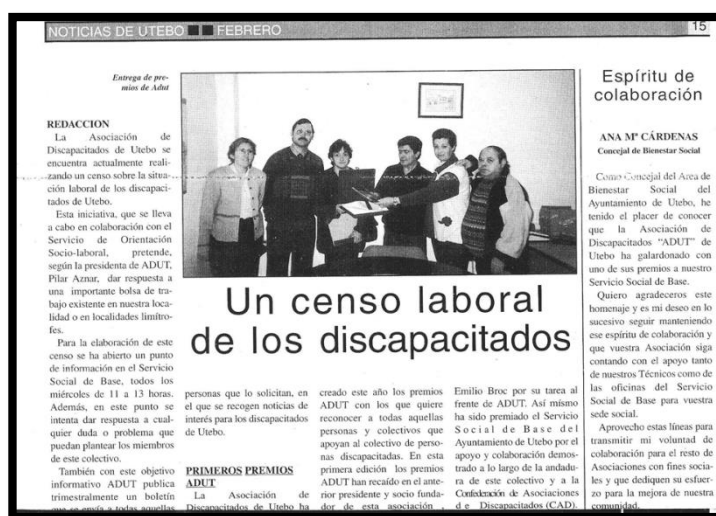 NOTICIAS DE UTEBO FEBRERO
15
Entrega de pre-
mios de Adut
REDACCION
La Asociación de
Discapacitados de Utebo se
encuentra actualmente reali-
zando un censo sobre la situa-
ción laboral de los discapaci-
tados de Utebo.
Esta iniciativa, que se lleva
a cabo en colaboración con el
Servicio de Orientación
Socio-laboral, pretende,
según la presidenta de ADUT,
Pilar Aznar, dar respuesta a
una importante bolsa de tra-
bajo existente en nuestra loca-
lidad o en localidades limítro-
fes.
Para la elaboración de este
censo se ha abierto un punto
de información en el Servicio
Social de Base, todos los
miércoles de 11 a 13 horas.
Además, en este punto se
intenta dar respuesta a cual-
quier duda o problema que
puedan plantear los miembros
de este colectivo.
También con este objetivo
informativo ADUT publica
trimestralmente un boletín
que se envía a todas aquellas
Un censo laboral
de los discapacitados
personas que lo solicitan, en
el que se recogen noticias de
interés para los discapacitados
de Utebo.
PRIMEROS PREMIOS
ADUT
La Asociación de
Discapacitados de Utebo ha
creado este año los premios
ADUT con los que quiere
reconocer a todas aquellas
personas y colectivos que
apoyan al colectivo de perso-
nas discapacitadas. En esta
primera edición los premios
ADUT han recaído en el ante-
rior presidente y socio funda-
dor de esta asociación ,
Emilio Broc por su tarea al
frente de ADUT. Así mismo
ha sido premiado el Servicio
Social de Base del
Ayuntamiento de Utebo por el
apoyo y colaboración demos-
trado a lo largo de la andadu-
ra de este colectivo y a la
Confederación de Asociaciones
de Discapacitados (CAD).
Espíritu de
colaboración
ANA Mª CÁRDENAS
Concejal de Bienestar Social
Como Concejal del Area de
Bienestar Social del
Ayuntamiento de Utebo, he
tenido el placer de conocer
que la Asociación de
Discapacitados "ADUT" de
Utebo ha galardonado con
uno de sus premios a nuestro
Servicio Social de Base.
Quiero agradeceros este
homenaje y es mi deseo en lo
sucesivo seguir manteniendo
ese espíritu de colaboración y
que vuestra Asociación siga
contando con el apoyo tanto
de nuestros Técnicos como de
las oficinas del Servicio
Social de Base para vuestra
sede social.
Aprovecho estas líneas para
transmitir mi voluntad de
colaboración para el resto de
Asociaciones con fines socia-
les y que dediquen su esfuer-
zo para la mejora de nuestra
comunidad.